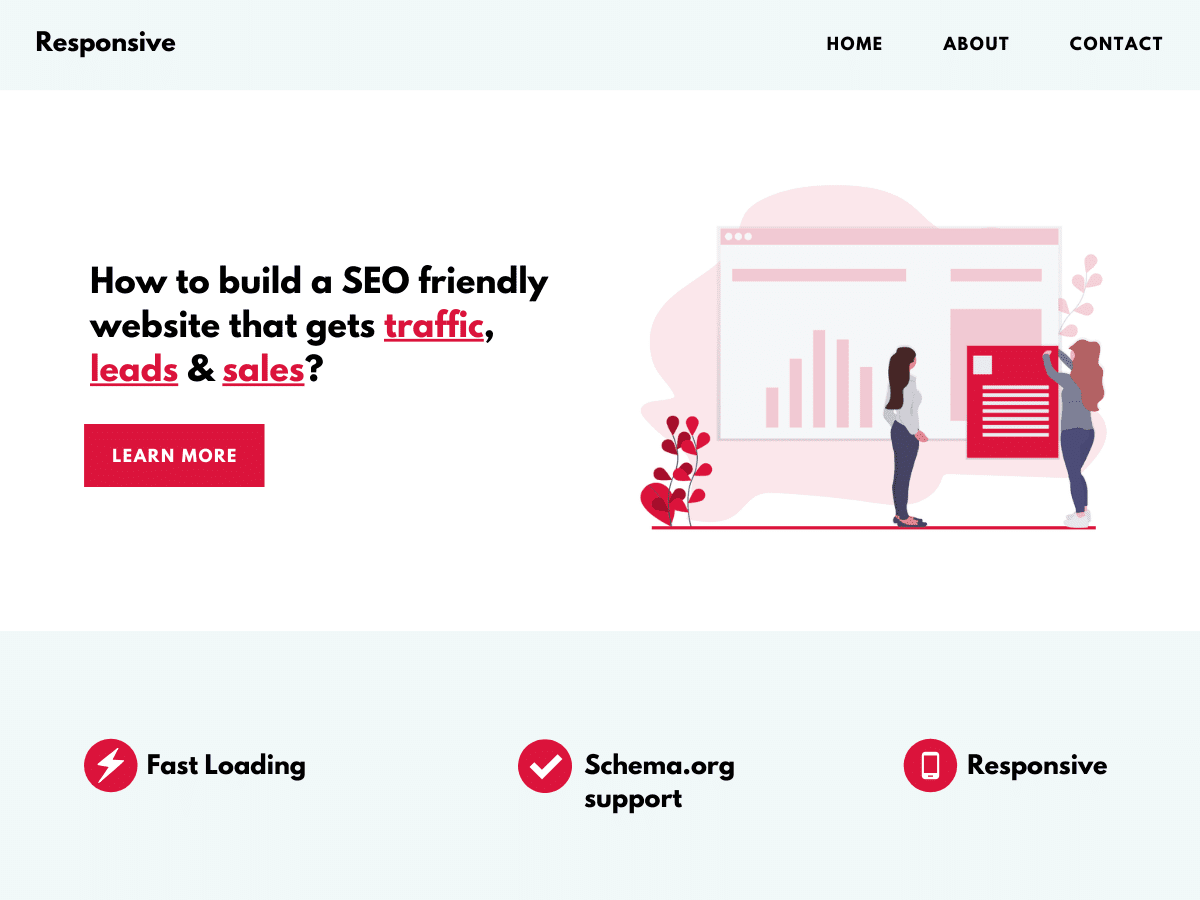 Responsive
HOME ABOUT CONTACT
How to build a SEO friendly
website that gets traffic,
leads & sales?
LEARN MORE
Fast Loading
Schema.org
support
Responsive